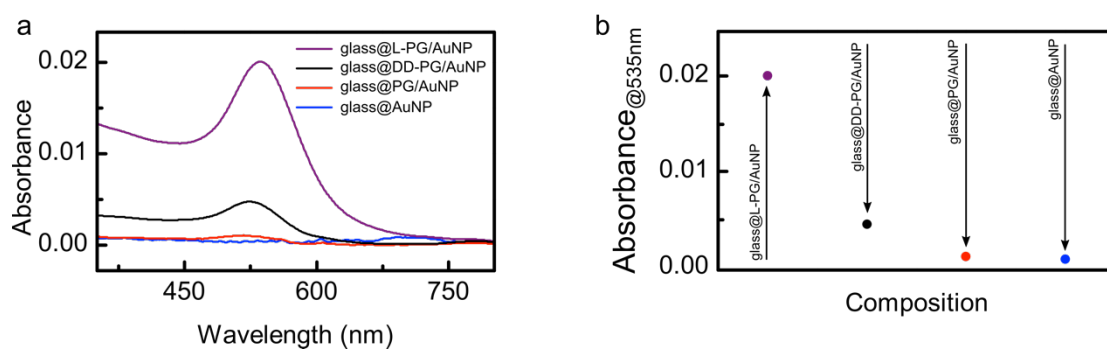 a
glass@L-PG/AuNP
glass@DD-PG/AuNP
glass@PG/AuNP
glass@AuNP
0.02
0.01
0.00
Absorbance
450
600
750
Wavelength (nm)
b
0.02
0.01
0.00
Absorbance@535nm
glass@L-PG/AuNP
glass@DD-PG/AuNP
glass@PG/AuNP
glass@AuNP
Composition